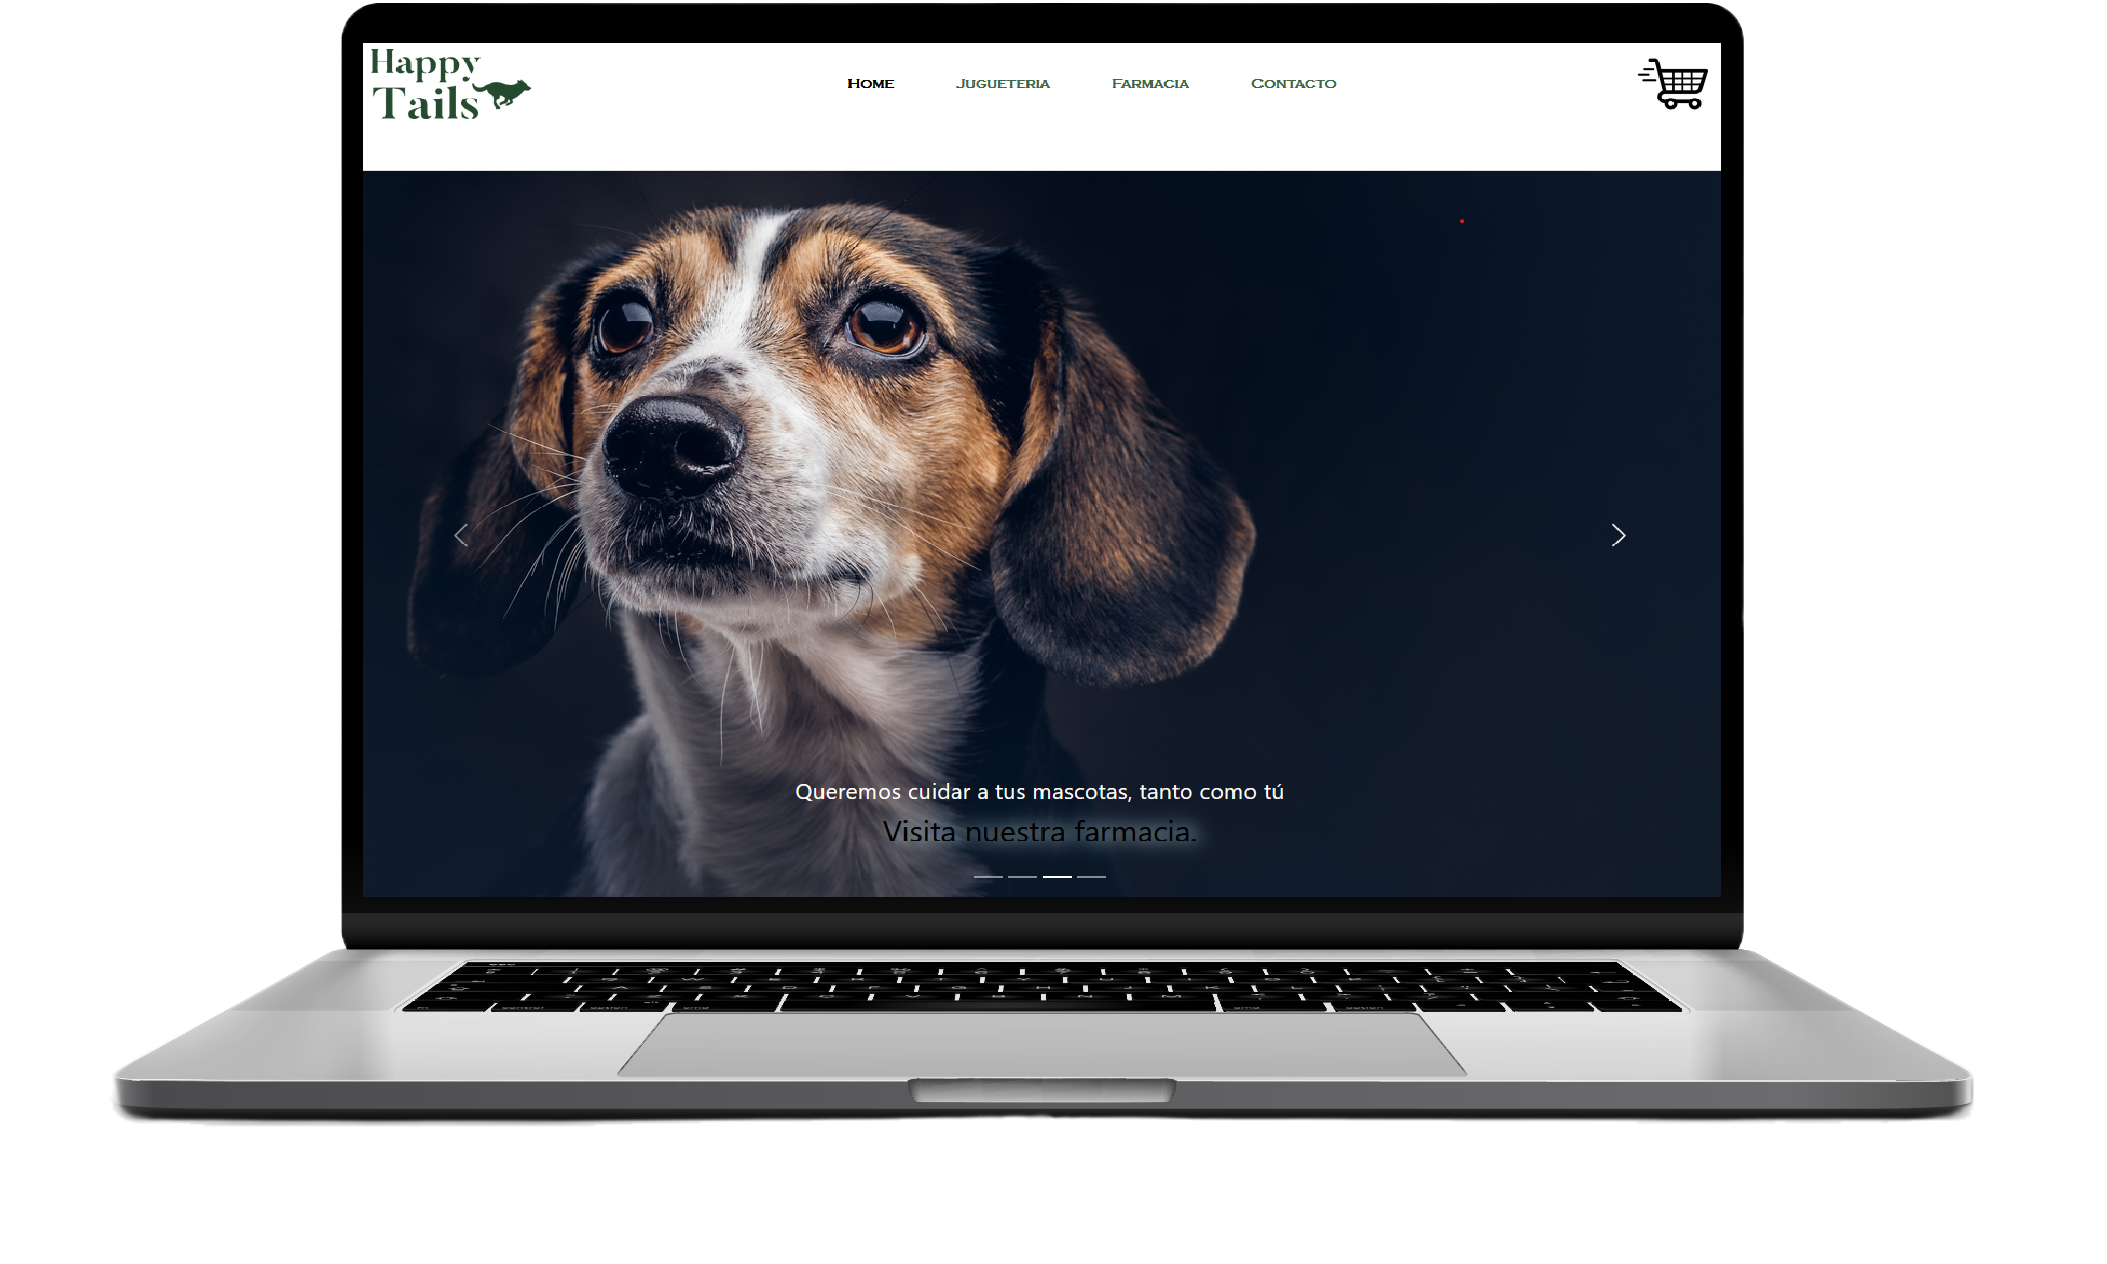 Happy
Tails
Home
Jugueteria
Farmacia
Contacto
Queremos cuidar a tus mascotas, tanto como tú
Visita nuestra farmacia.